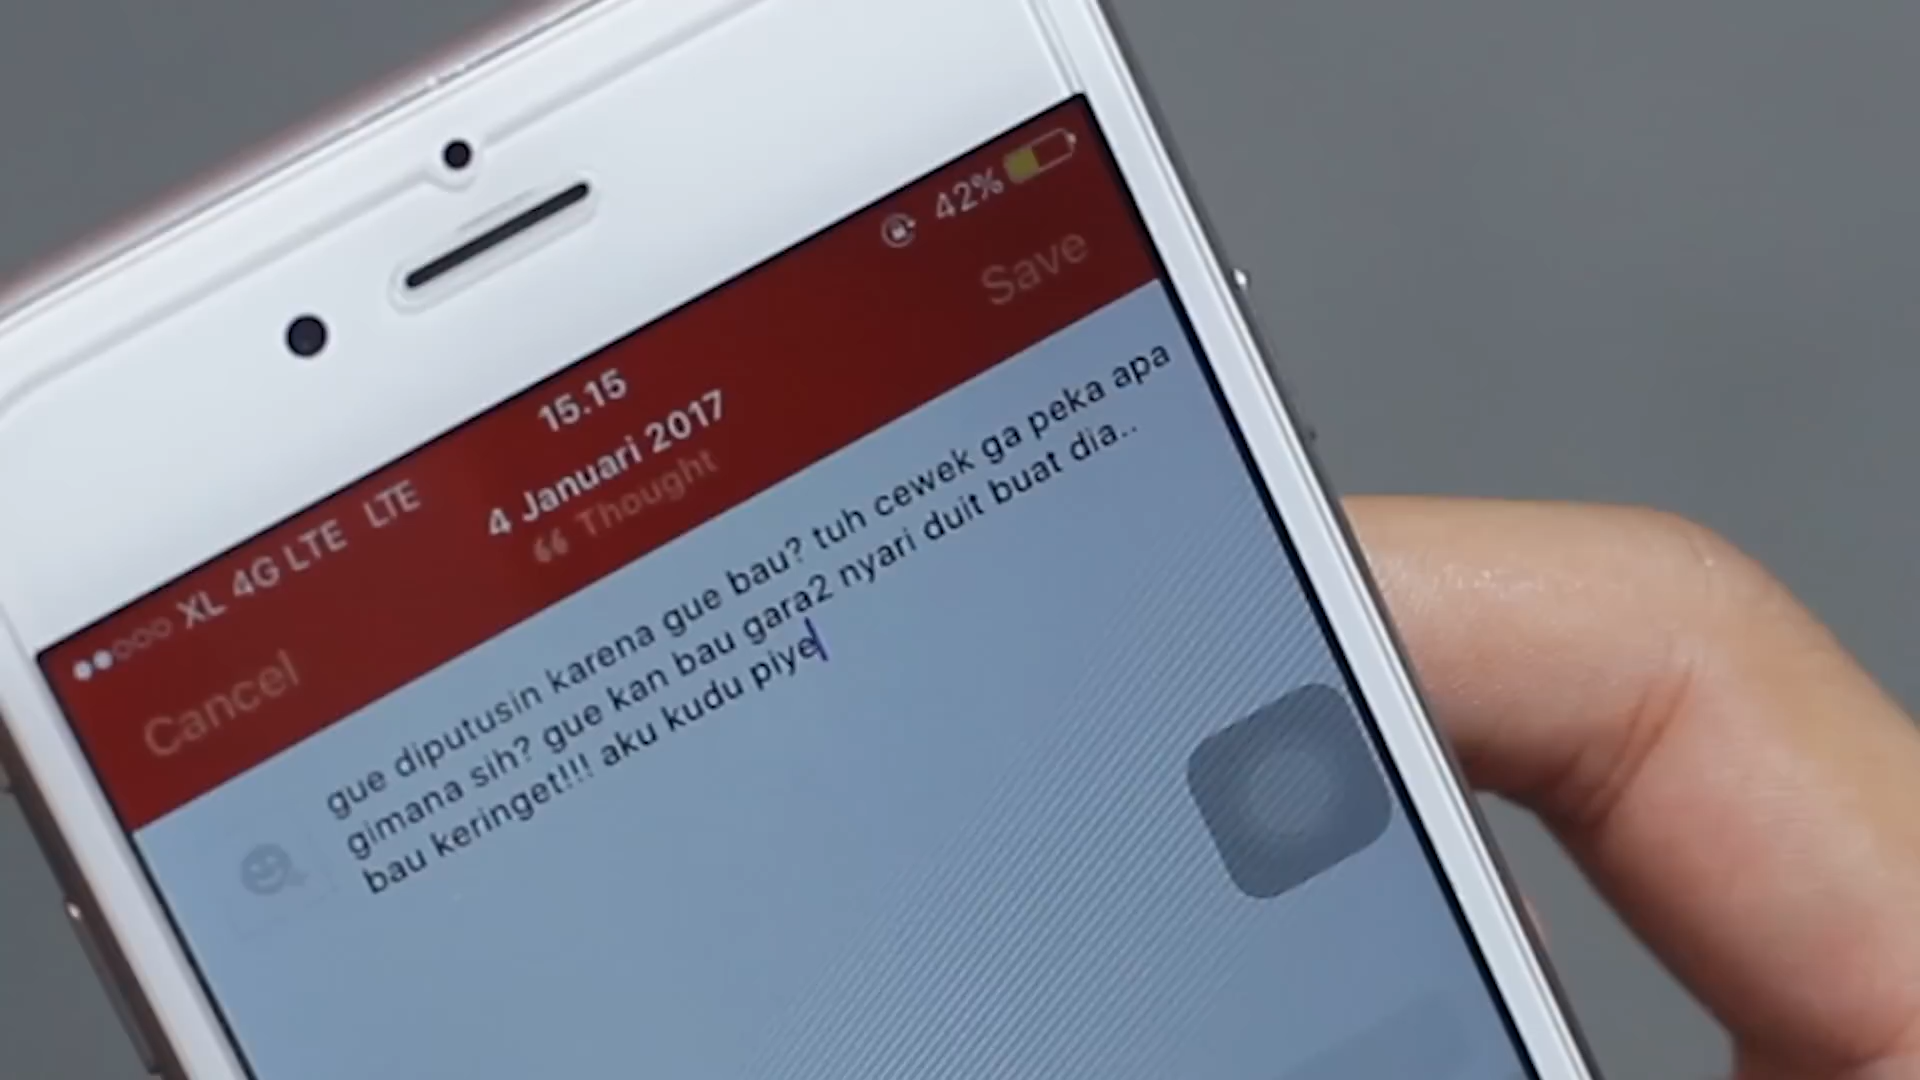 XL 4G LTE LTE 15.15 42%
Cancel 4 Januari 2017 Save
“ Thought
gue diputusin karena gue bau? tuh cewek ga peka apa
gimana sih? gue kan bau gara2 nyari duit buat dia..
bau keringet!!! aku kudu piye